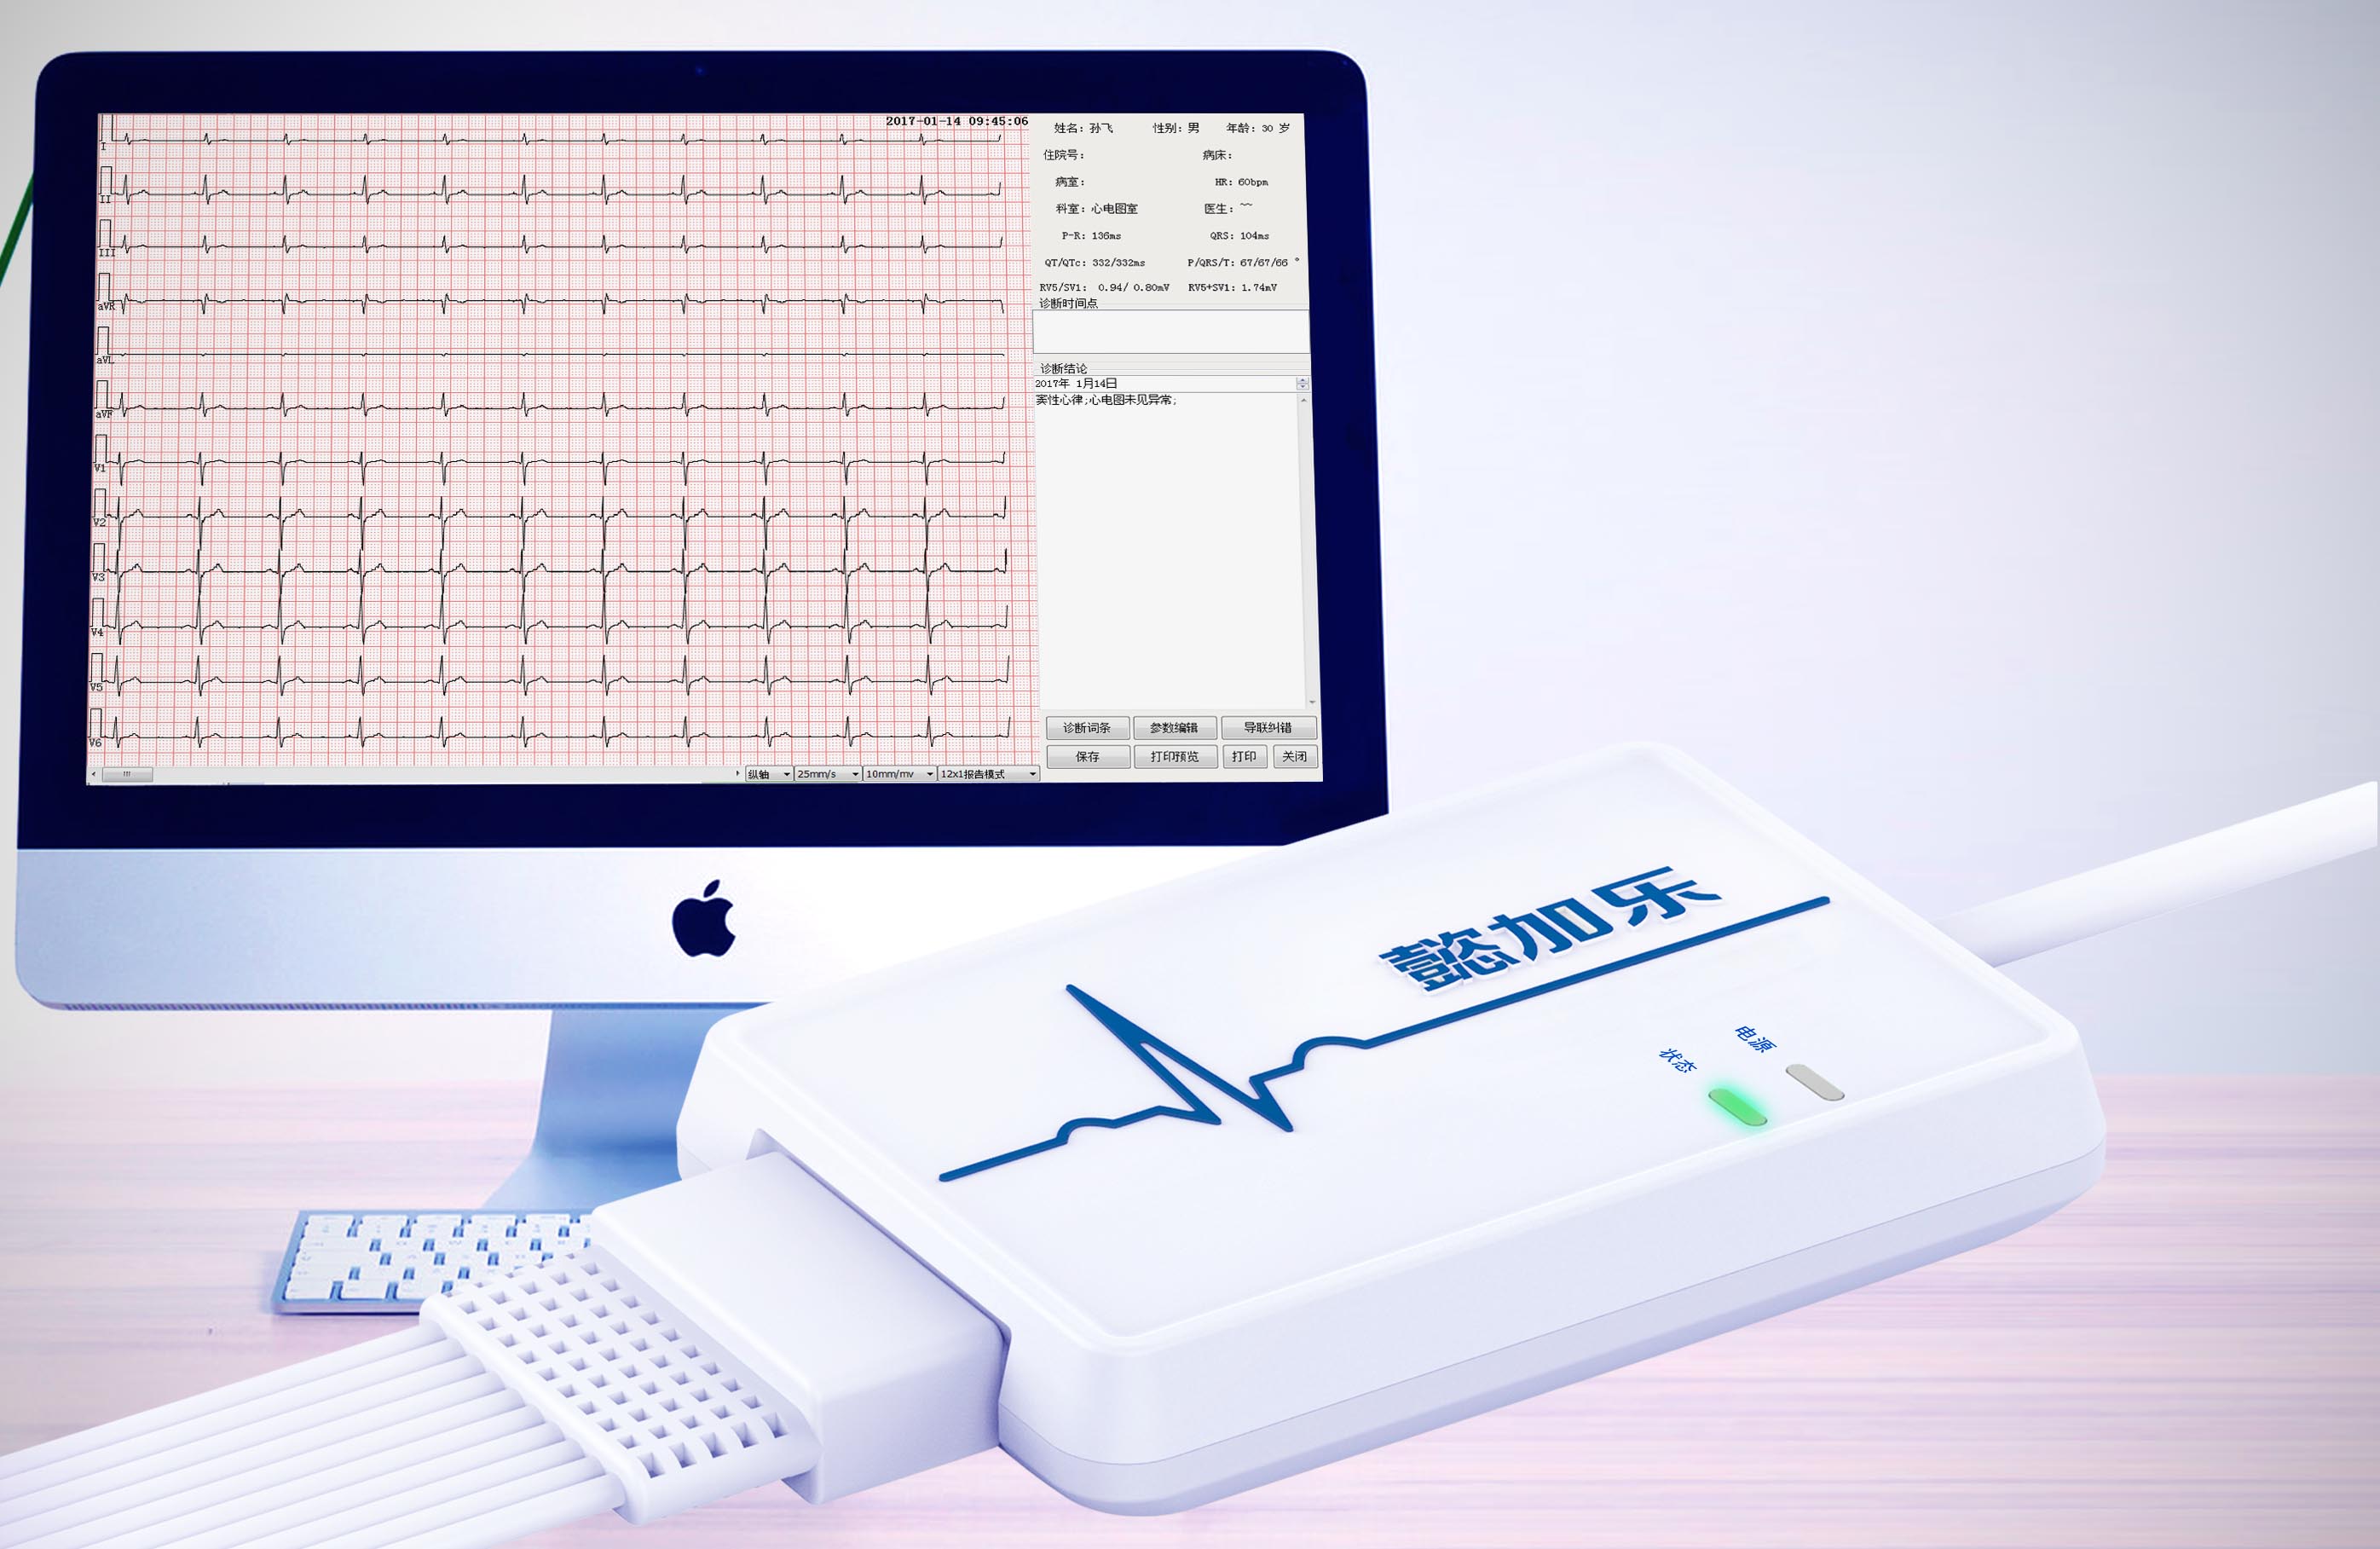 2017-01-14 09:45:06
I
II
III
aVR
aVL
aVF
V1
V2
V3
V4
V5
V6
纵轴 25mm/s 10mm/mv 12x1报告模式
姓名: 孙飞 性别: 男 年龄: 30 岁
住院号: 病床:
病室: HR: 60bpm
科室: 心电图室 医生: ~~
P-R: 136ms QRS: 104ms
QT/QTc: 332/332ms P/QRS/T: 67/67/66 °
RV5/SV1: 0.94/ 0.80mV RV5+SV1: 1.74mV
诊断时间点
诊断结论
2017年 1月14日
窦性心律;心电图未见异常;
诊断词条 参数编辑 导联纠错
保存 打印预览 打印 关闭
懿加乐
电源
状态